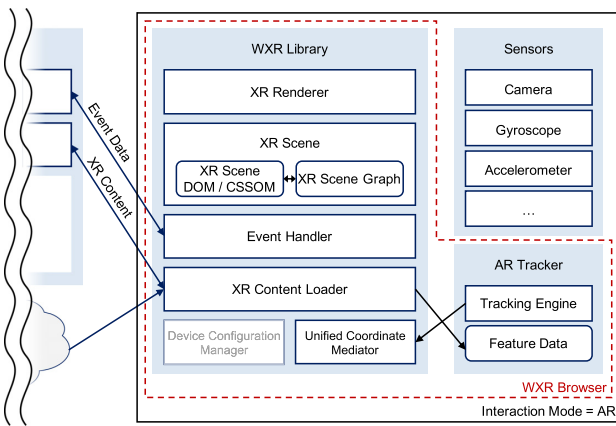 WXR Library
XR Renderer
XR Scene
XR Scene
DOM / CSSOM
XR Scene Graph
Event Handler
XR Content Loader
Device Configuration
Manager
Unified Coordinate
Mediator
Event Data
XR Content
Sensors
Camera
Gyroscope
Accelerometer
...
AR Tracker
Tracking Engine
Feature Data
WXR Browser
Interaction Mode = AR